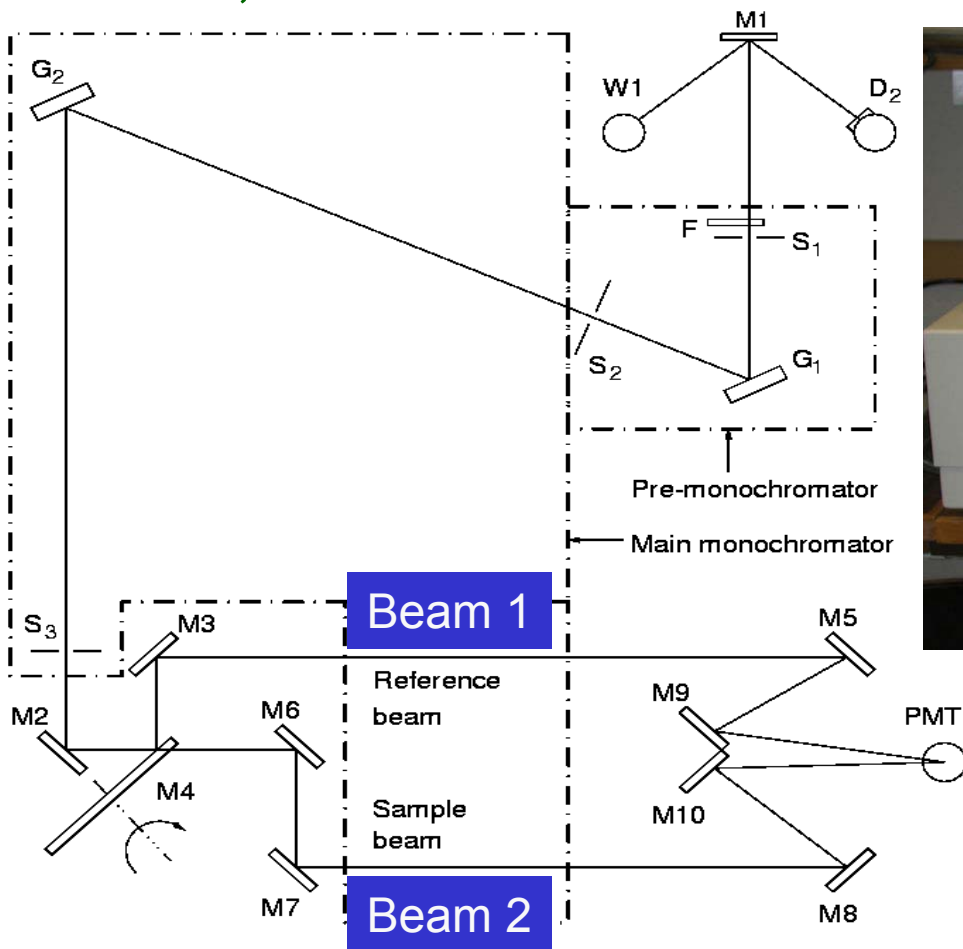 M1
G2
W1
D2
F
S1
S2
G1
Pre-monochromator
Main monochromator
Beam 1
S3
M3
M5
Reference
beam
M9
M2
M6
PMT
M4
M10
Sample
beam
M7
M8
Beam 2